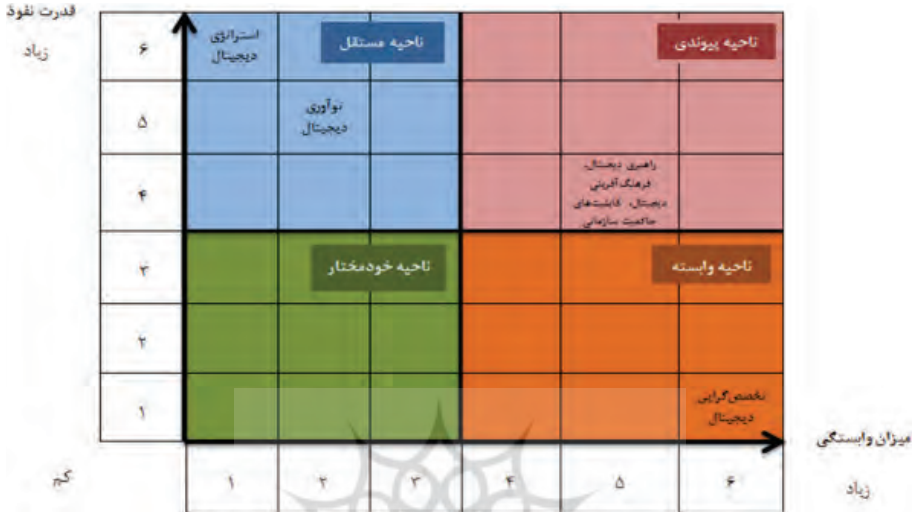 قدرت نفوذ
زیاد
۶
استراتژی
دیجیتال
ناحیه مستقل
ناحیه پیوندی
۵
نوآوری
دیجیتال
۴
راهبری دیجیتال،
فرهنگ‌آفرینی
دیجیتال، قابلیت‌های
حاکمیت سازمانی
۳
ناحیه خودمختار
ناحیه وابسته
۲
۱
تخصص‌گرایی
دیجیتال
میزان وابستگی
کم
۱ ۲ ۳ ۴ ۵ ۶
زیاد